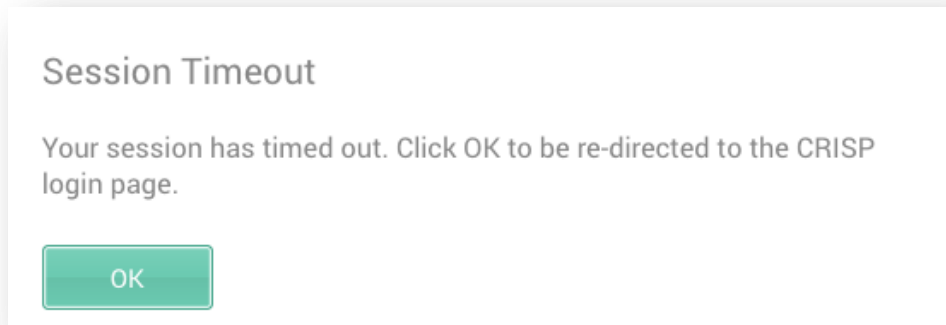 Session Timeout
Your session has timed out. Click OK to be re-directed to the CRISP
login page.
OK